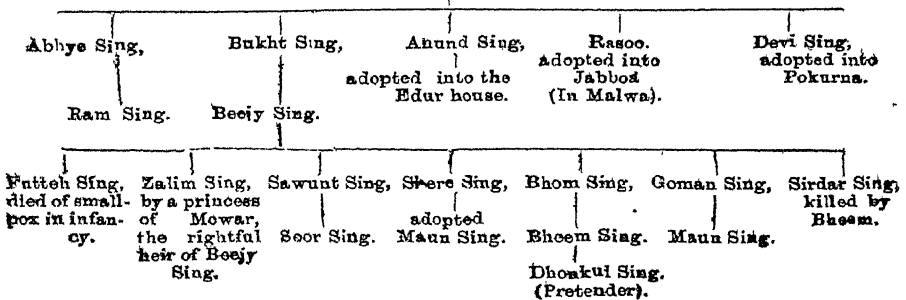 Abhye Sing,
Bukht Sing,
Anund Sing,
adopted into the
Edur house.
Rasoo.
adopted into
Jabboa
(In Malwa).
Devi Sing,
adopted into
Pokurna.
Ram Sing.
Beejy Sing.
Futteh Sing,
died of small-
pox in infan-
cy.
Zalim Sing,
by a princess
of Mewar,
the rightful
heir of Beejy
Sing.
Sawunt Sing,
Soor Sing.
Shere Sing,
adopted
Maun Sing.
Bhom Sing,
Bheem Sing.
Dhonkul Sing.
(Pretender).
Goman Sing,
Maun Sing.
Sirdar Sing,
killed by
Bheem.